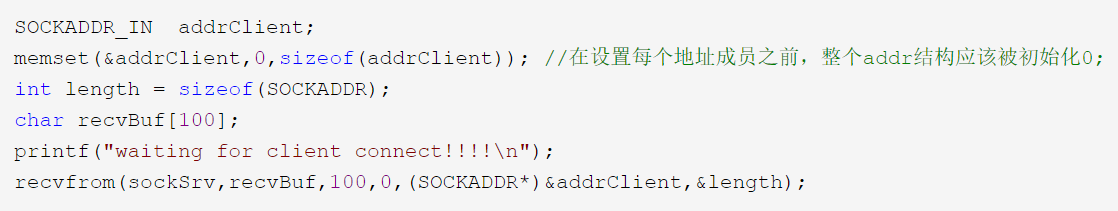 SOCKADDR_IN  addrClient;
memset(&addrClient,0,sizeof(addrClient)); //在设置每个地址成员之前，整个addr结构应该被初始化0;
int length = sizeof(SOCKADDR);
char recvBuf[100];
printf("waiting for client connect!!!!\n");
recvfrom(sockSrv,recvBuf,100,0,(SOCKADDR*)&addrClient,&length);